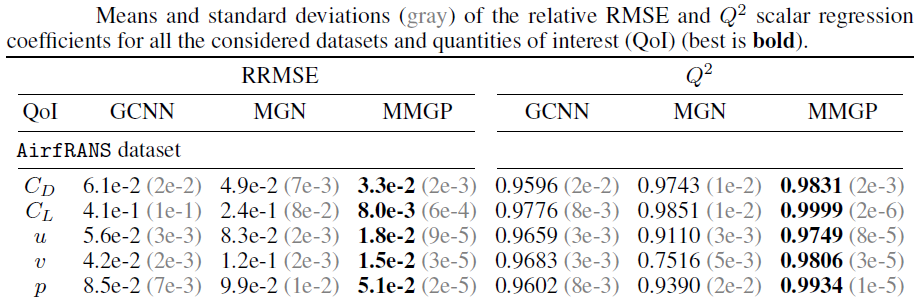 Means and standard deviations (gray) of the relative RMSE and Q² scalar regression
coefficients for all the considered datasets and quantities of interest (QoI) (best is bold).
RRMSE Q²
QoI GCNN MGN MMGP GCNN MGN MMGP
AirfRANS dataset
C_D 6.1e-2 (2e-2) 4.9e-2 (7e-3) 3.3e-2 (2e-3) 0.9596 (2e-2) 0.9743 (1e-2) 0.9831 (2e-3)
C_L 4.1e-1 (1e-1) 2.4e-1 (8e-2) 8.0e-3 (6e-4) 0.9776 (8e-3) 0.9851 (1e-2) 0.9999 (2e-6)
u 5.6e-2 (3e-3) 8.3e-2 (2e-3) 1.8e-2 (9e-5) 0.9659 (3e-3) 0.9110 (3e-3) 0.9749 (8e-5)
v 4.2e-2 (2e-3) 1.2e-1 (2e-3) 1.5e-2 (3e-5) 0.9683 (3e-3) 0.7516 (5e-3) 0.9806 (3e-5)
p 8.5e-2 (7e-3) 9.9e-2 (1e-2) 5.1e-2 (2e-5) 0.9602 (8e-3) 0.9390 (2e-2) 0.9934 (1e-5)